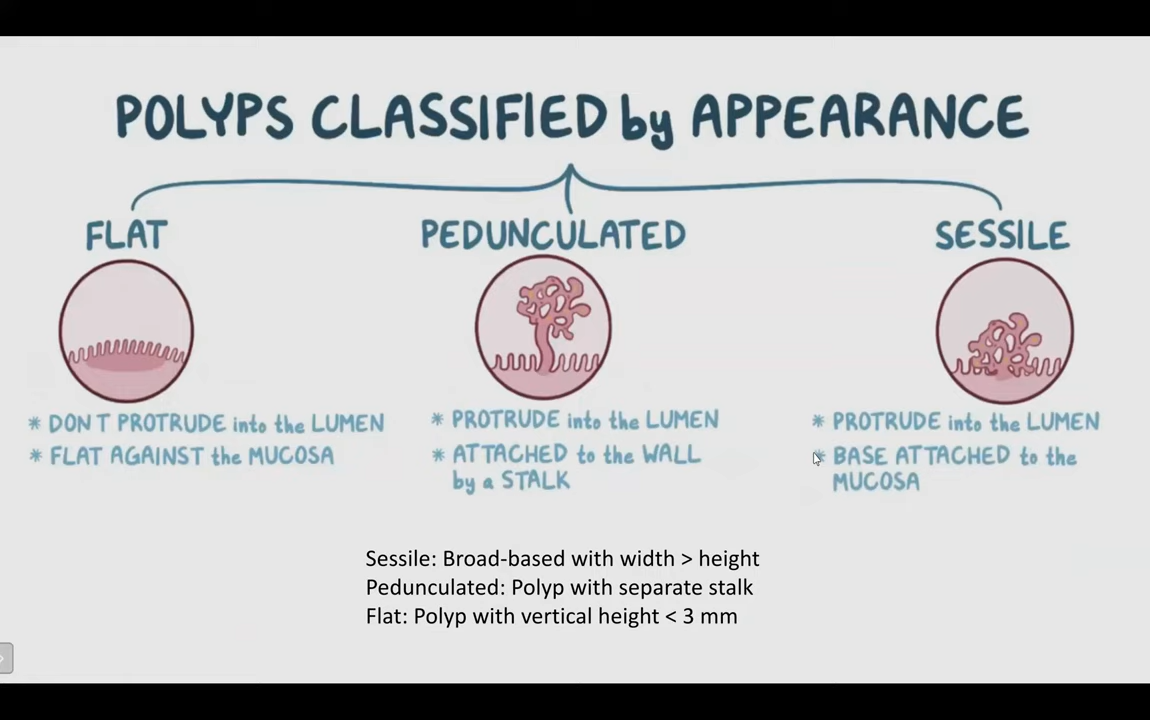 POLYPS CLASSIFIED by APPEARANCE
FLAT
* DON'T PROTRUDE into the LUMEN
* FLAT AGAINST the MUCOSA
PEDUNCULATED
* PROTRUDE into the LUMEN
* ATTACHED to the WALL
by a STALK
SESSILE
* PROTRUDE into the LUMEN
* BASE ATTACHED to the
MUCOSA
Sessile: Broad-based with width > height
Pedunculated: Polyp with separate stalk
Flat: Polyp with vertical height < 3 mm